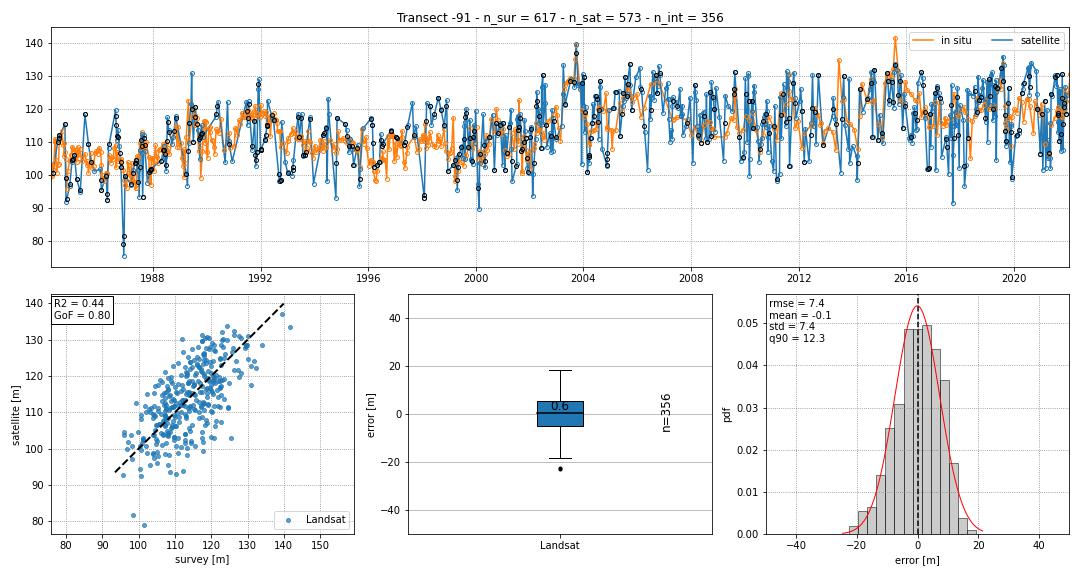 Transect -91 - n_sur = 617 - n_sat = 573 - n_int = 356
in situ
satellite
140
130
120
110
100
90
80
1988
1992
1996
2000
2004
2008
2012
2016
2020
R2 = 0.44
GoF = 0.80
satellite [m]
140
130
120
110
100
90
80
Landsat
80
90
100
110
120
130
140
150
survey [m]
error [m]
40
20
0
−20
−40
0.6
n=356
Landsat
rmse = 7.4
mean = -0.1
std = 7.4
q90 = 12.3
pdf
0.05
0.04
0.03
0.02
0.01
0.00
−40
−20
0
20
40
error [m]